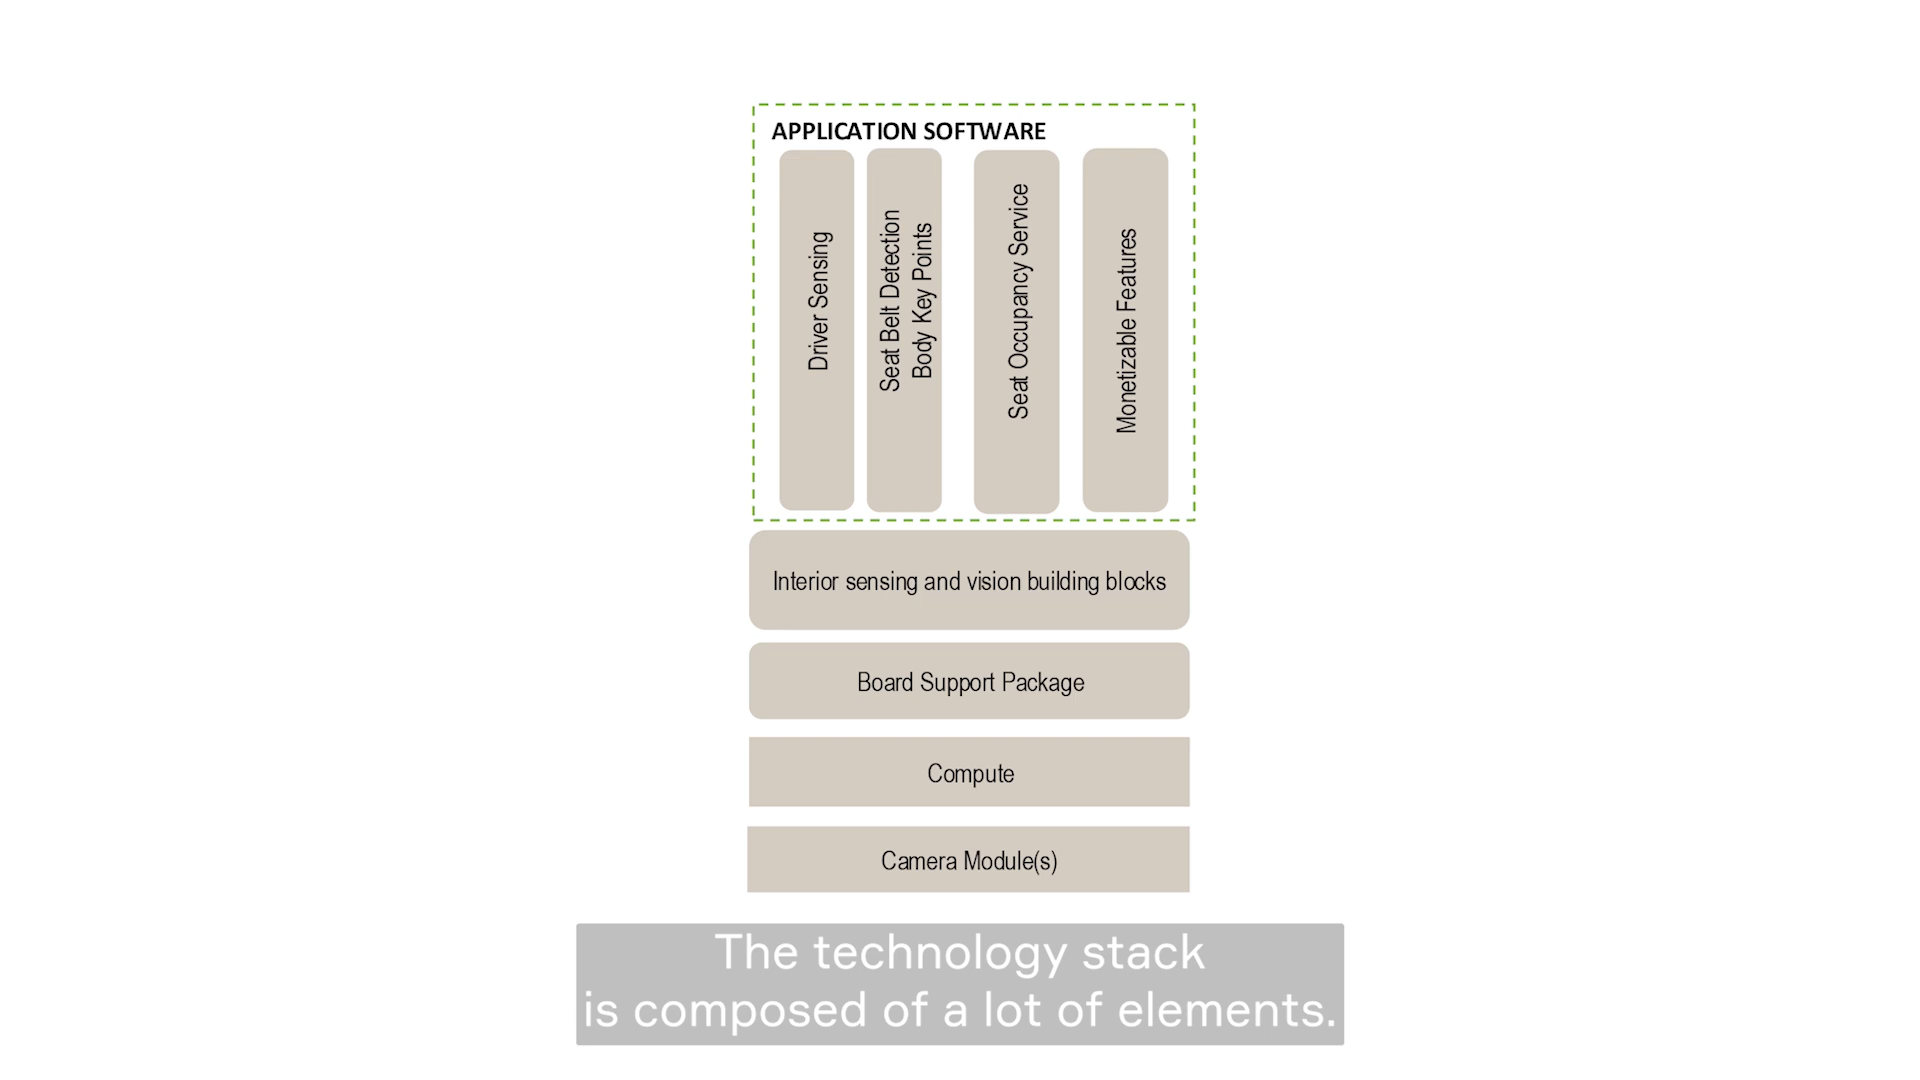 APPLICATION SOFTWARE
Driver Sensing
Seat Belt Detection
Body Key Points
Seat Occupancy Service
Monetizable Features
Interior sensing and vision building blocks
Board Support Package
Compute
Camera Module(s)
The technology stack
is composed of a lot of elements.